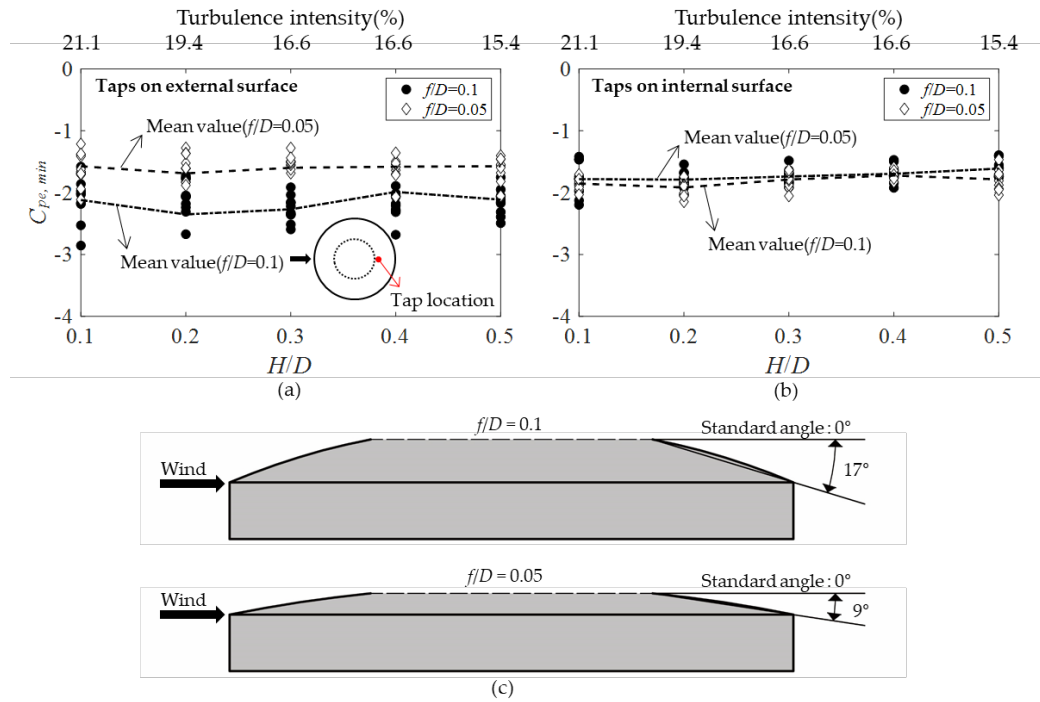 Turbulence intensity(%)
21.1 19.4 16.6 16.6 15.4
0
-1
-2
-3
-4
C_pe, min
Taps on external surface
f/D=0.1
f/D=0.05
Mean value(f/D=0.05)
Mean value(f/D=0.1)
Tap location
0.1 0.2 0.3 0.4 0.5
H/D
(a)
Turbulence intensity(%)
21.1 19.4 16.6 16.6 15.4
0
-1
-2
-3
-4
Taps on internal surface
f/D=0.1
f/D=0.05
Mean value(f/D=0.05)
Mean value(f/D=0.1)
0.1 0.2 0.3 0.4 0.5
H/D
(b)
f/D = 0.1
Standard angle: 0°
Wind
17°
f/D = 0.05
Standard angle: 0°
Wind
9°
(c)